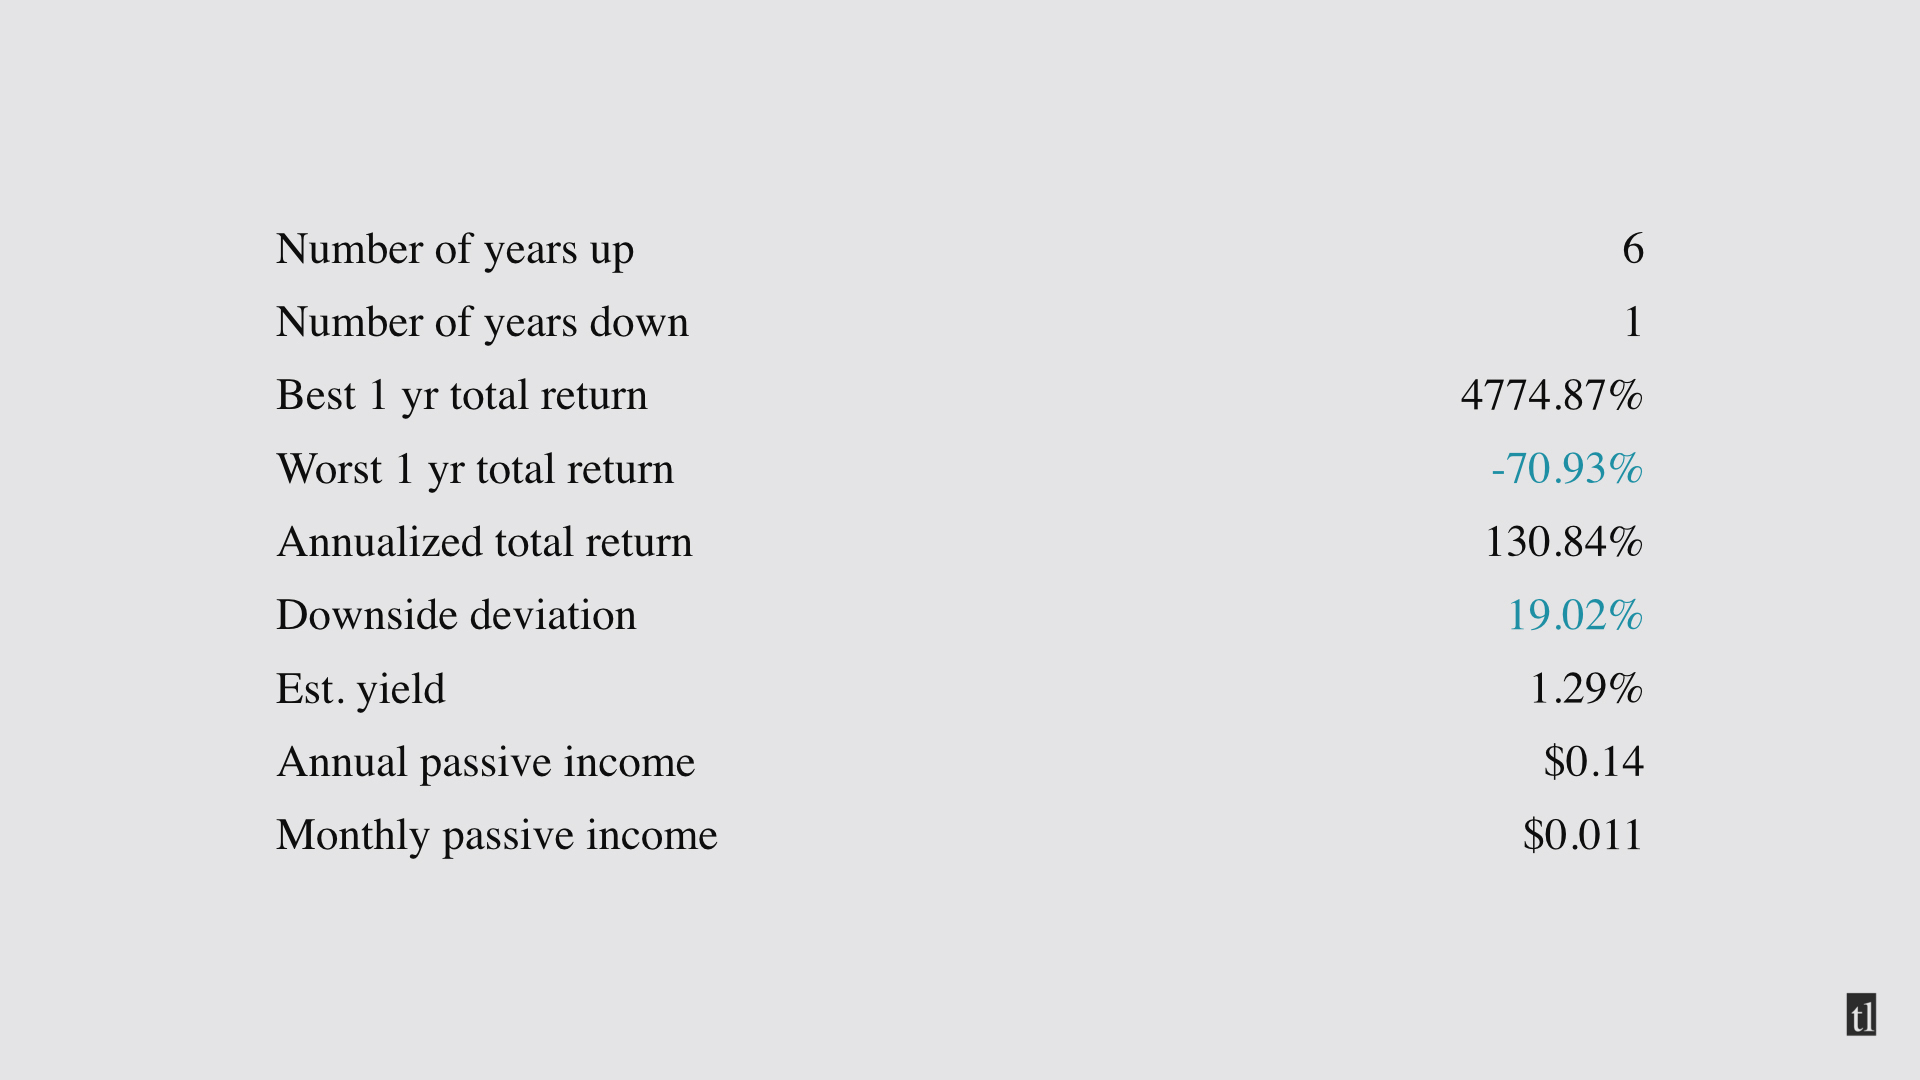 Number of years up 6
Number of years down 1
Best 1 yr total return 4774.87%
Worst 1 yr total return -70.93%
Annualized total return 130.84%
Downside deviation 19.02%
Est. yield 1.29%
Annual passive income $0.14
Monthly passive income $0.011
tl